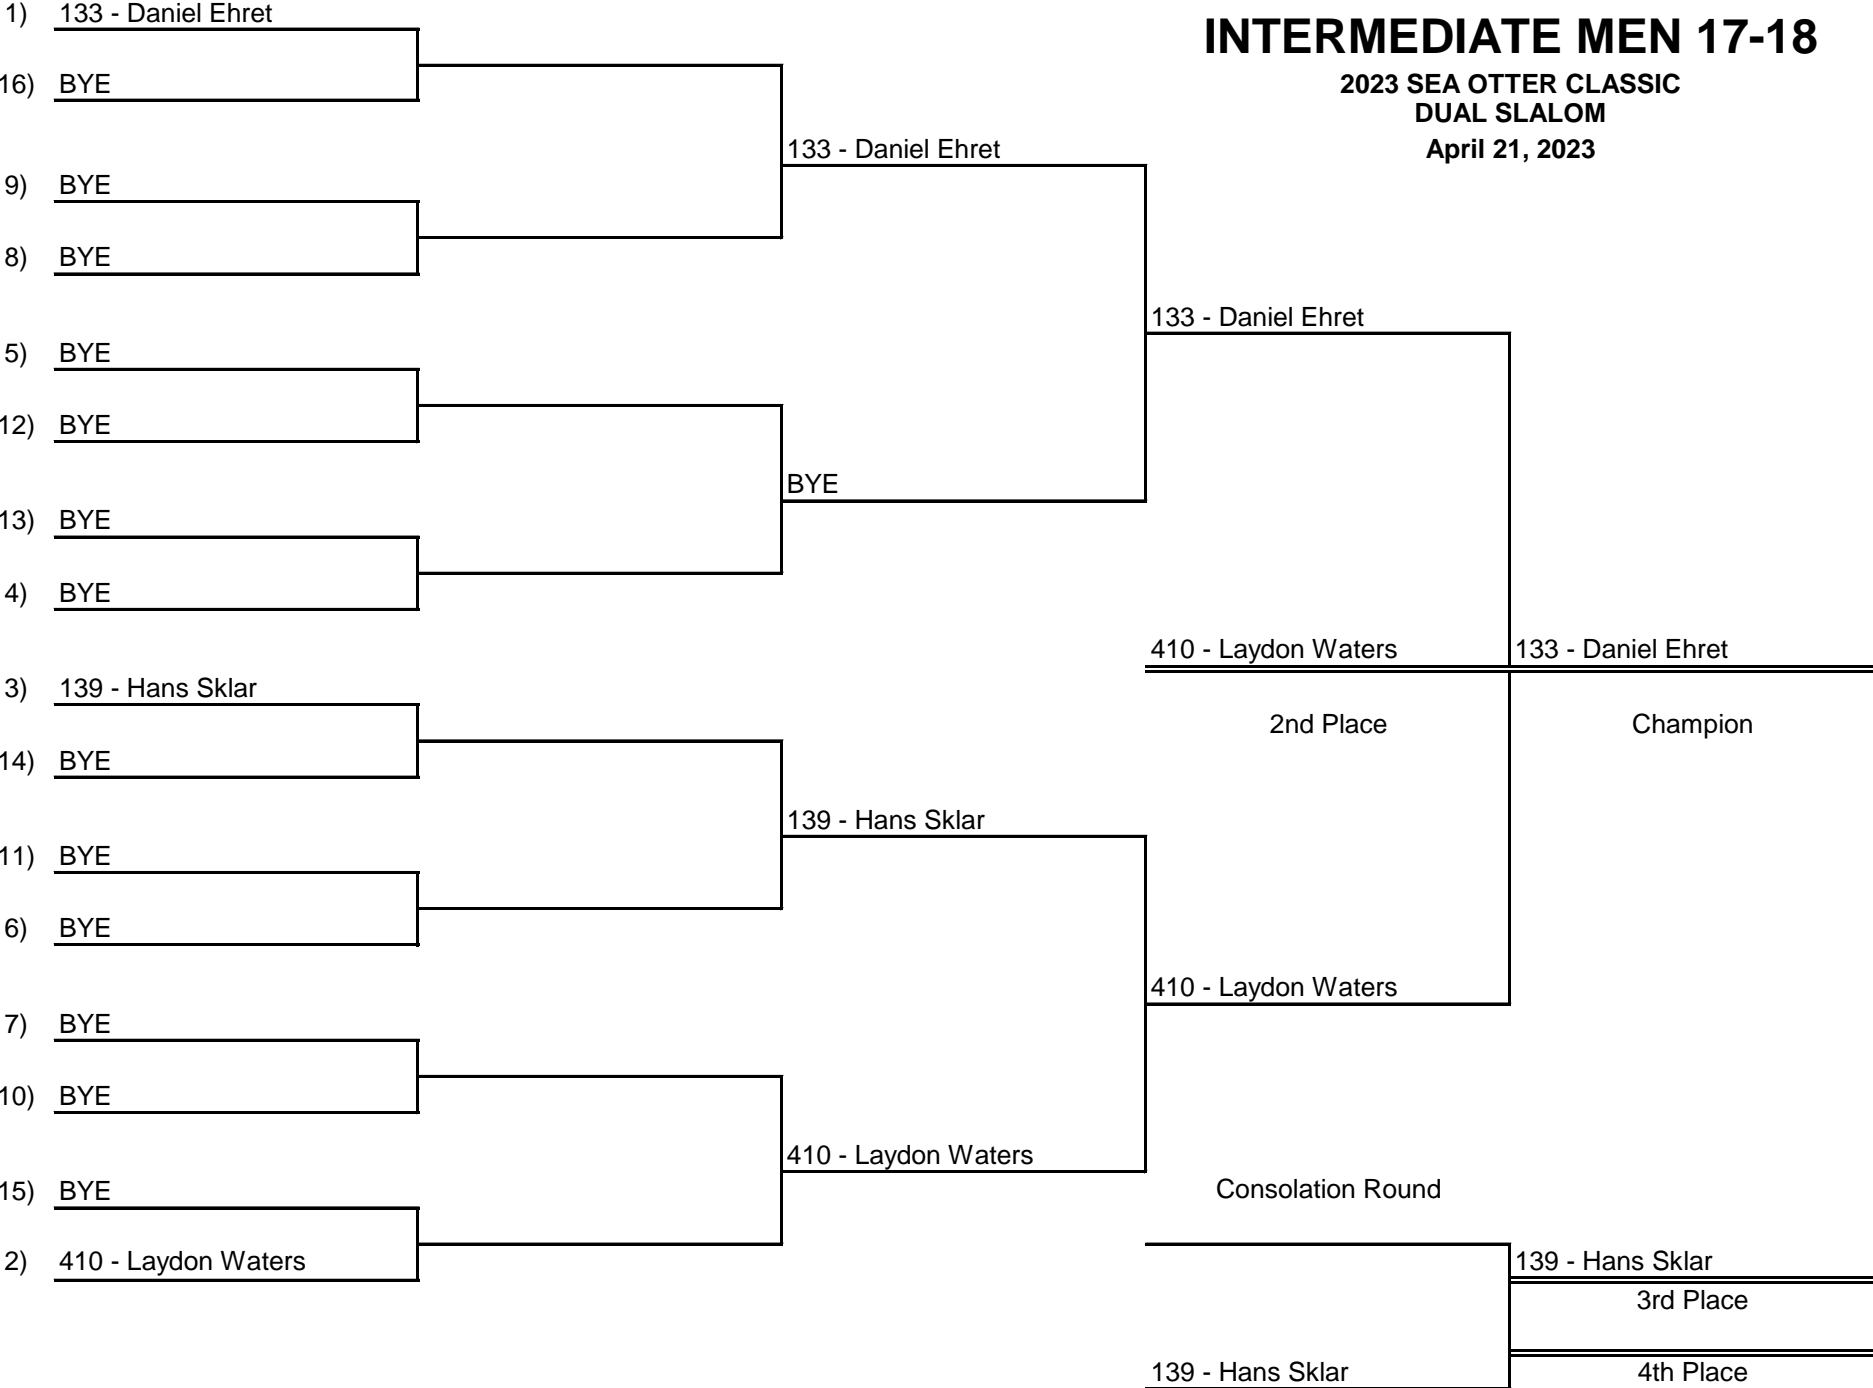 INTERMEDIATE MEN 17-18
2023 SEA OTTER CLASSIC
DUAL SLALOM
April 21, 2023
1) 133 - Daniel Ehret
16) BYE
133 - Daniel Ehret
9) BYE
8) BYE
133 - Daniel Ehret
5) BYE
12) BYE
BYE
13) BYE
4) BYE
410 - Laydon Waters
133 - Daniel Ehret
2nd Place
Champion
3) 139 - Hans Sklar
14) BYE
139 - Hans Sklar
11) BYE
6) BYE
410 - Laydon Waters
7) BYE
10) BYE
410 - Laydon Waters
15) BYE
2) 410 - Laydon Waters
Consolation Round
139 - Hans Sklar
3rd Place
139 - Hans Sklar
4th Place